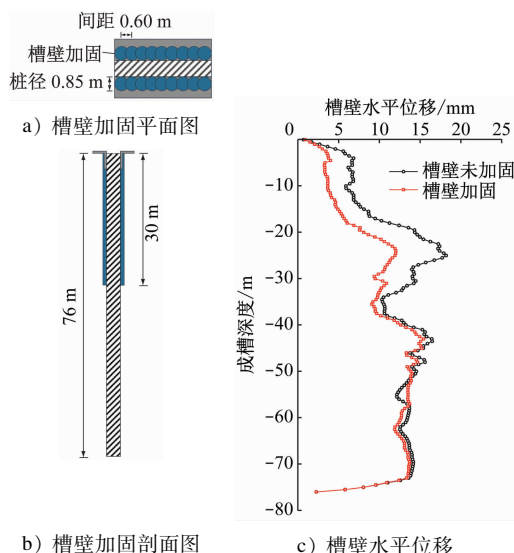 间距 0.60 m
槽壁加固
桩径 0.85 m
a）槽壁加固平面图
30 m
76 m
b）槽壁加固剖面图
槽壁水平位移/mm
0 5 10 15 20 25
槽壁未加固
槽壁加固
-10
-20
-30
-40
-50
-60
-70
-80
成槽深度/m
c）槽壁水平位移